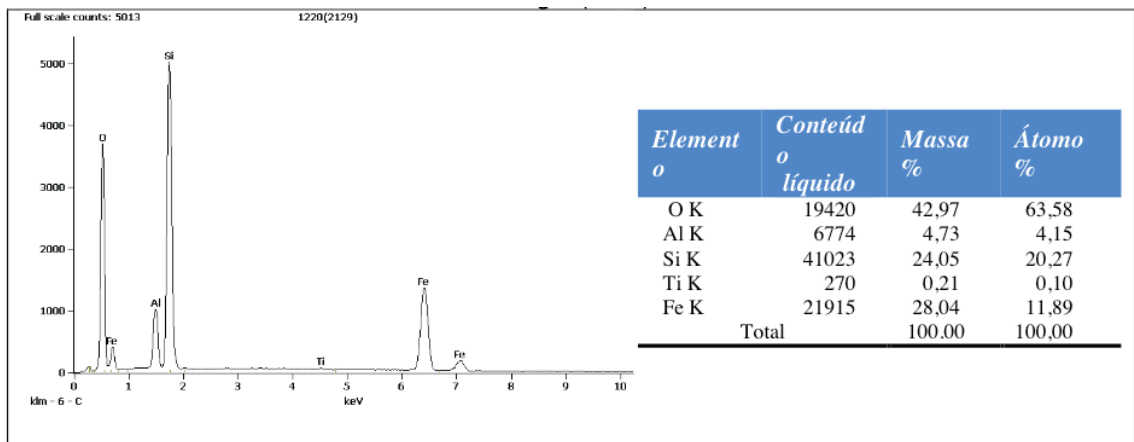 Full scale counts: 5013
1220(2129)
5000
4000
3000
2000
1000
0
O
Fe
Al
Si
Ti
Fe
Fe
0 1 2 3 4 5 6 7 8 9 10
klm - 6 - C
keV
Element
o
Conteúd
o
líquido
Massa
%
Átomo
%
O K 19420 42,97 63,58
Al K 6774 4,73 4,15
Si K 41023 24,05 20,27
Ti K 270 0,21 0,10
Fe K 21915 28,04 11,89
Total 100.00 100,00